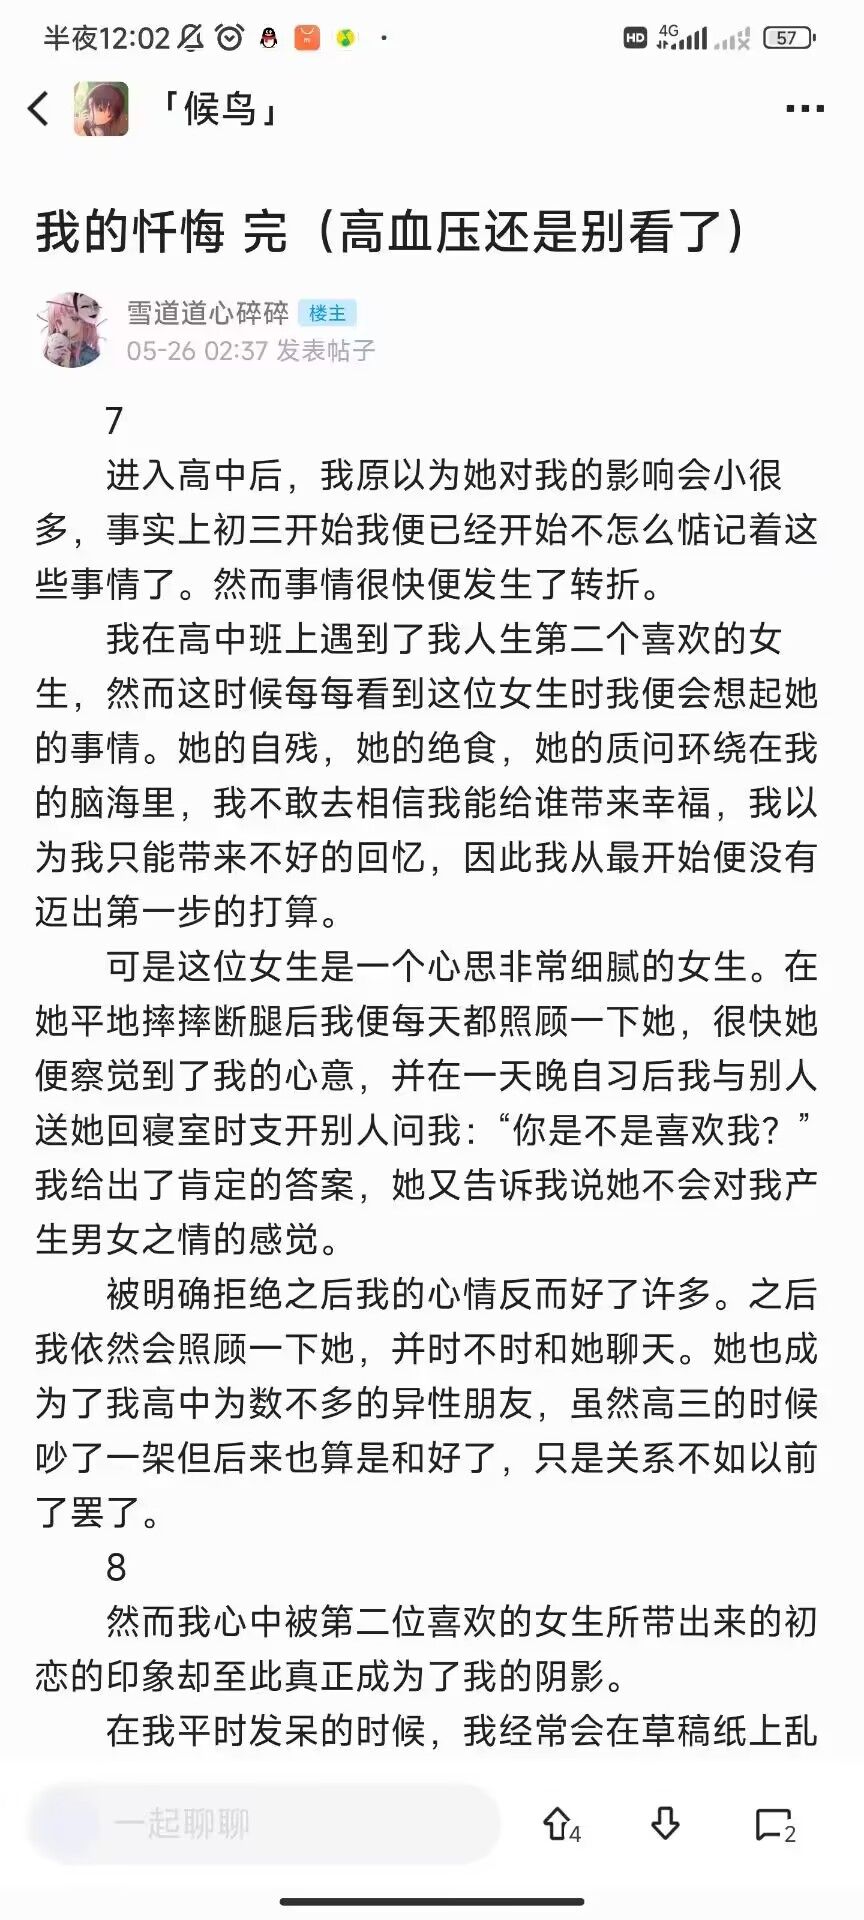 半夜12:02
HD 4G 57
「候鸟」
我的忏悔 完（高血压还是别看了）
雪道道心碎碎 楼主
05-26 02:37 发表帖子
7
进入高中后，我原以为她对我的影响会小很
多，事实上初三开始我便已经开始不怎么惦记着这
些事情了。然而事情很快便发生了转折。
我在高中班上遇到了我人生第二个喜欢的女
生，然而这时候每每看到这位女生时我便会想起她
的事情。她的自残，她的绝食，她的质问环绕在我
的脑海里，我不敢去相信我能给谁带来幸福，我以
为我只能带来不好的回忆，因此我从最开始便没有
迈出第一步的打算。
可是这位女生是一个心思非常细腻的女生。在
她平地摔摔断腿后我便每天都照顾一下她，很快她
便察觉到了我的心意，并在一天晚自习后我与别人
送她回寝室时支开别人问我：“你是不是喜欢我？”
我给出了肯定的答案，她又告诉我说她不会对我产
生男女之情的感觉。
被明确拒绝之后我的心情反而好了许多。之后
我依然会照顾一下她，并时不时和她聊天。她也成
为了我高中为数不多的异性朋友，虽然高三的时候
吵了一架但后来也算是和好了，只是关系不如以前
了罢了。
8
然而我心中被第二位喜欢的女生所带出来的初
恋的印象却至此真正成为了我的阴影。
在我平时发呆的时候，我经常会在草稿纸上乱
一起聊聊 4 2